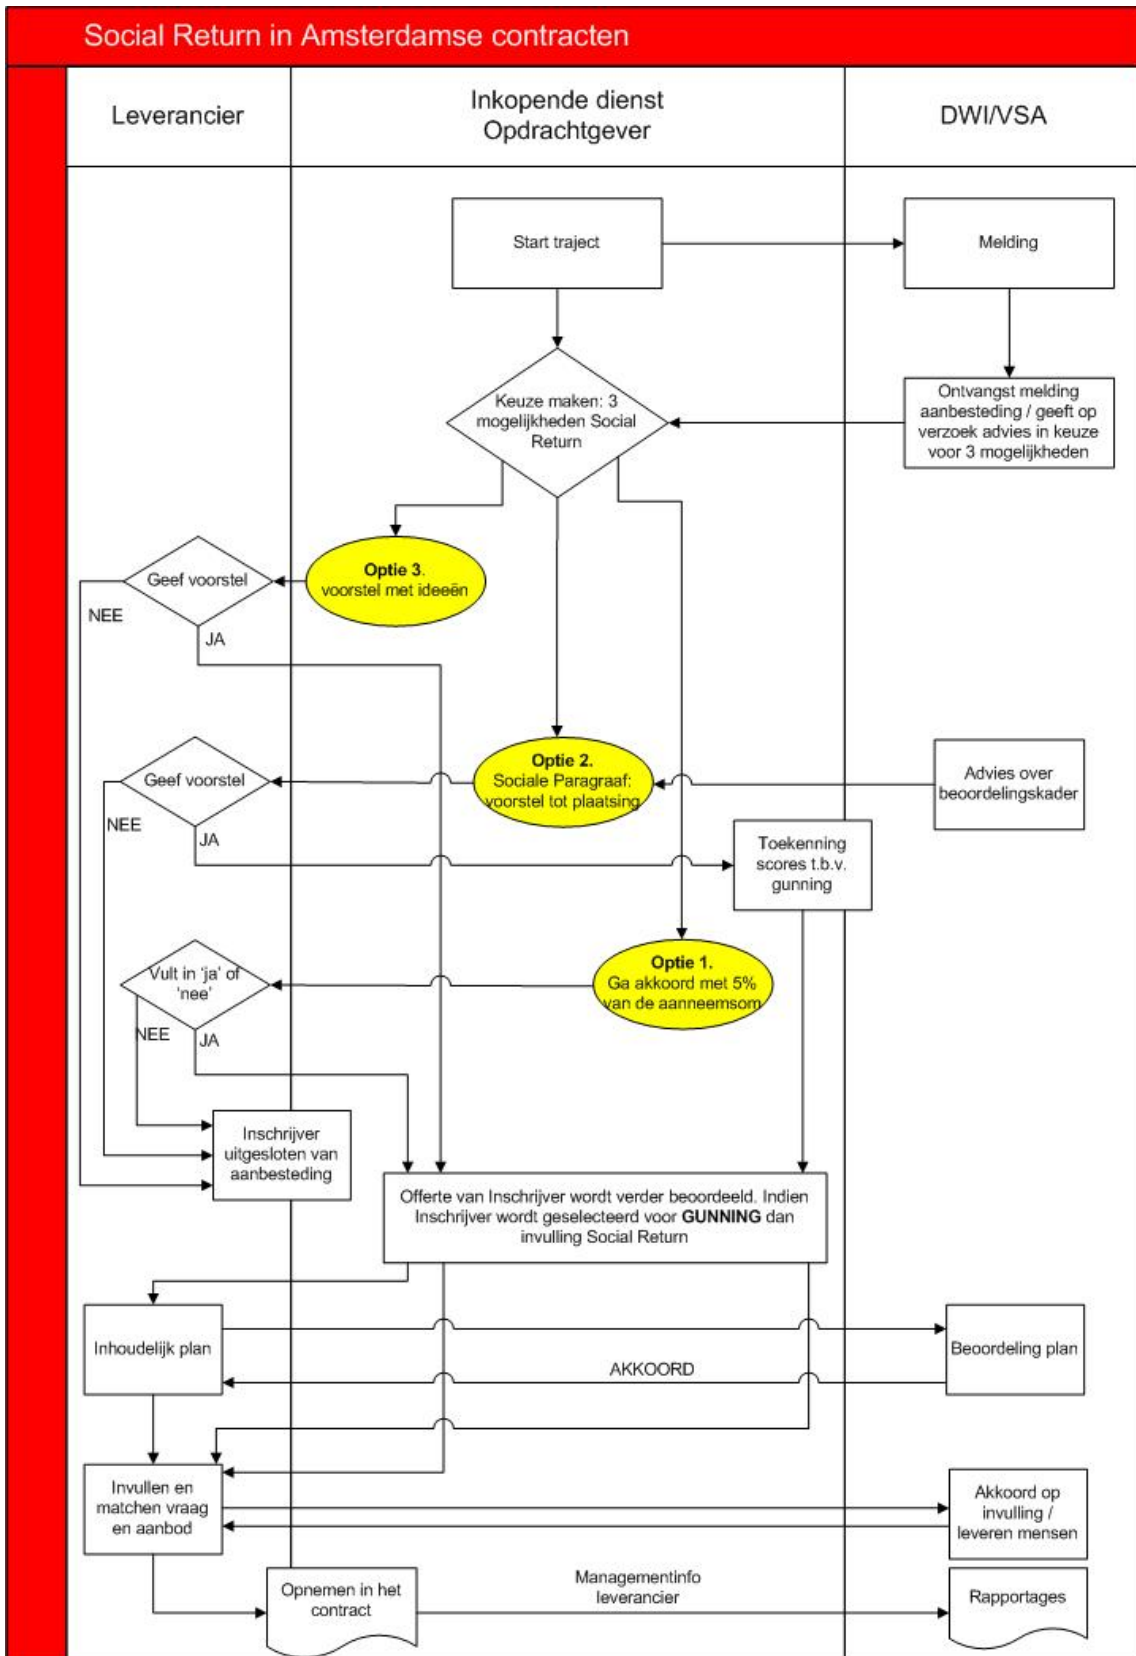 Social Return in Amsterdamse contracten
Leverancier
Inkopende dienst
Opdrachtgever
DWI/VSA
Start traject
Melding
Keuze maken: 3
mogelijkheden Social
Return
Ontvangst melding
aanbesteding / geeft op
verzoek advies in keuze
voor 3 mogelijkheden
Optie 3.
voorstel met ideeën
Geef voorstel
NEE
JA
Optie 2.
Sociale Paragraaf:
voorstel tot plaatsing
Geef voorstel
Advies over
beoordelingskader
NEE
JA
Toekenning
scores t.b.v.
gunning
Optie 1.
Ga akkoord met 5%
van de aanneemsom
Vult in 'ja' of
'nee'
NEE
JA
Inschrijver
uitgesloten van
aanbesteding
Offerte van Inschrijver wordt verder beoordeeld. Indien
Inschrijver wordt geselecteerd voor GUNNING dan
invulling Social Return
Inhoudelijk plan
Beoordeling plan
AKKOORD
Invullen en
matchen vraag
en aanbod
Akkoord op
invulling /
leveren mensen
Opnemen in het
contract
Managementinfo
leverancier
Rapportages